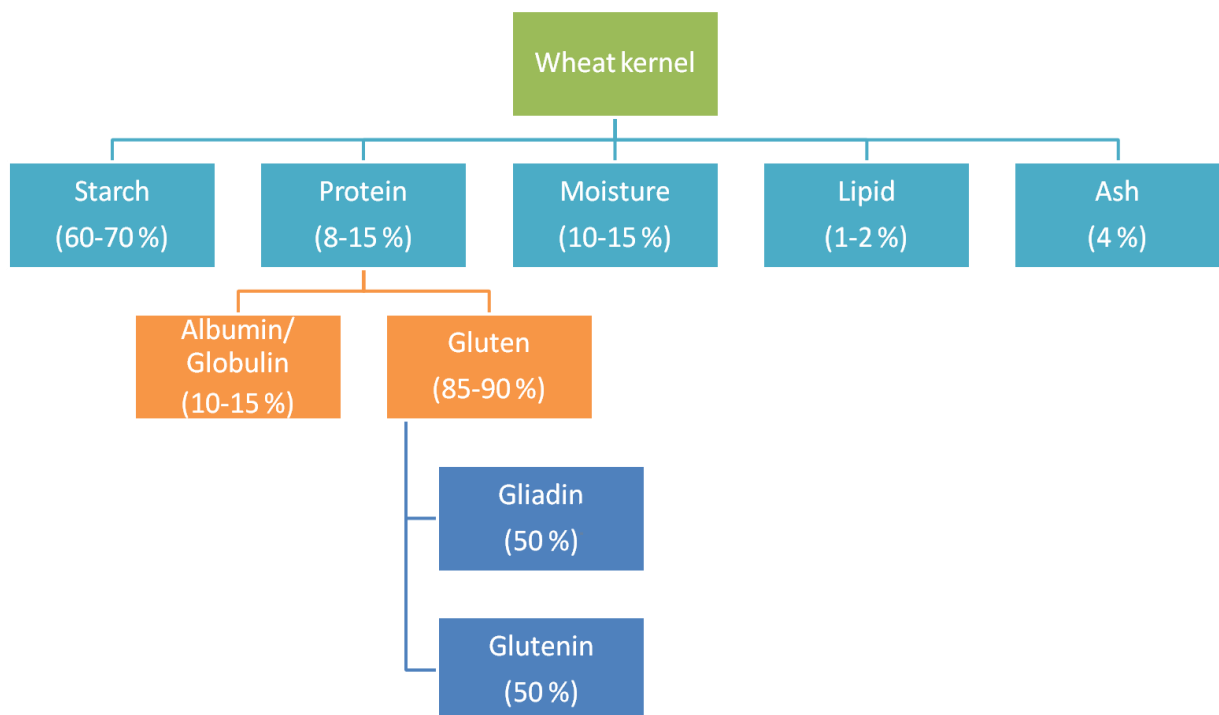 Wheat kernel
Starch
(60-70 %)
Protein
(8-15 %)
Moisture
(10-15 %)
Lipid
(1-2 %)
Ash
(4 %)
Albumin/
Globulin
(10-15 %)
Gluten
(85-90 %)
Gliadin
(50 %)
Glutenin
(50 %)